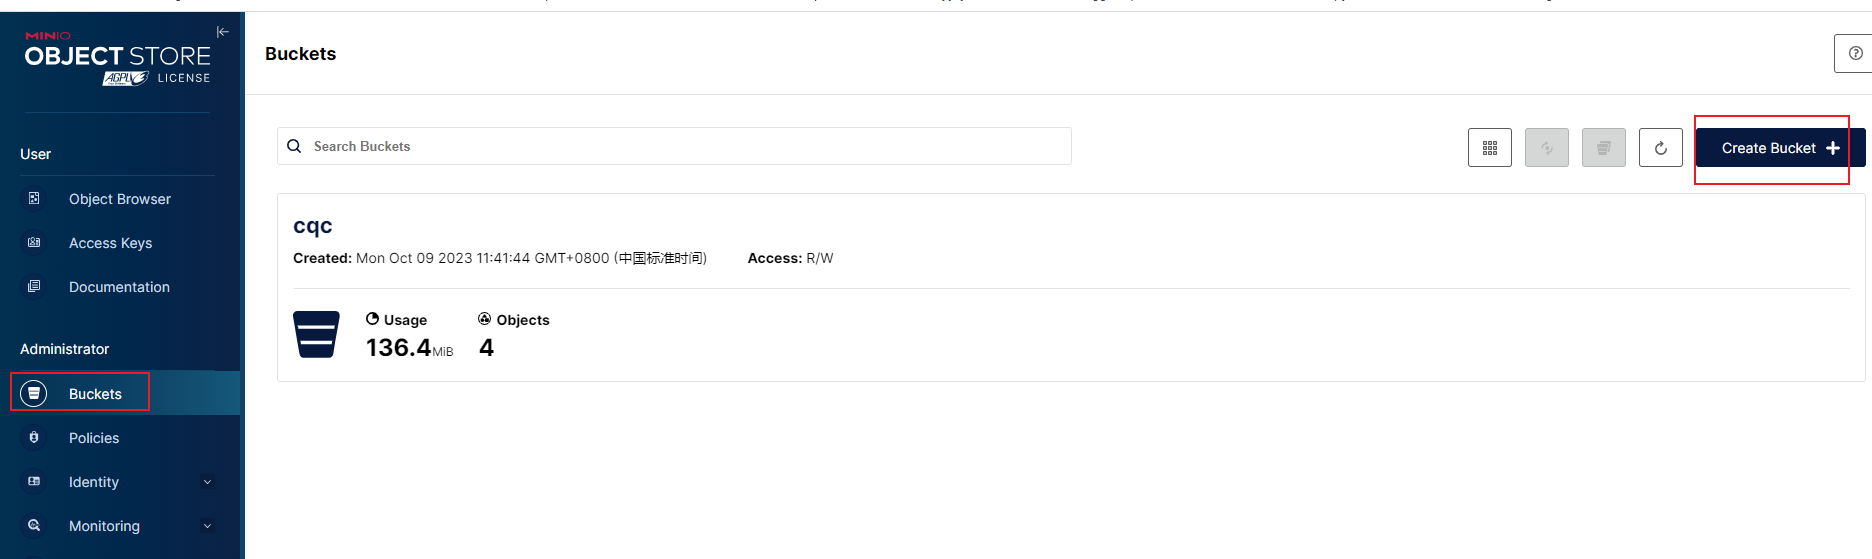 MINIO
OBJECT STORE
AGPLv3 LICENSE
User
Object Browser
Access Keys
Documentation
Administrator
Buckets
Policies
Identity
Monitoring
Buckets
Search Buckets
Create Bucket
cqc
Created: Mon Oct 09 2023 11:41:44 GMT+0800 (中国标准时间) Access: R/W
Usage Objects
136.4MiB 4